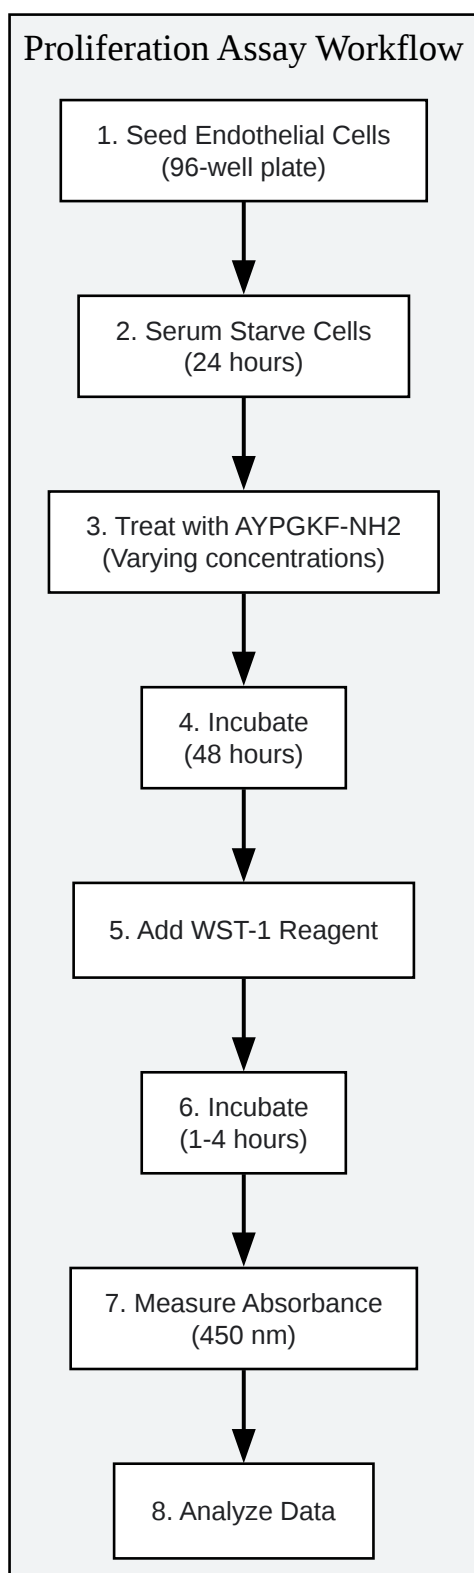 Proliferation Assay Workflow
1. Seed Endothelial Cells
(96-well plate)
2. Serum Starve Cells
(24 hours)
3. Treat with AYPGKF-NH2
(Varying concentrations)
4. Incubate
(48 hours)
5. Add WST-1 Reagent
6. Incubate
(1-4 hours)
7. Measure Absorbance
(450 nm)
8. Analyze Data